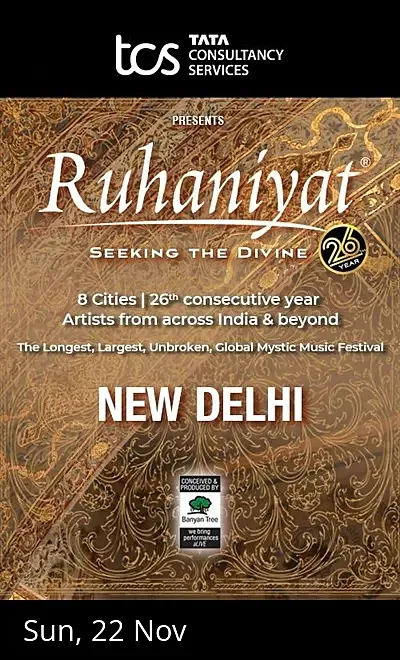 tcs TATA
CONSULTANCY
SERVICES
PRESENTS
Ruhaniyat®
SEEKING THE DIVINE
26
YEAR
8 Cities | 26th consecutive year
Artists from across India & beyond
The Longest, Largest, Unbroken, Global Mystic Music Festival
NEW DELHI
CONCEIVED &
PRODUCED BY
Banyan Tree
we bring
performances
aLIVE
Sun, 22 Nov